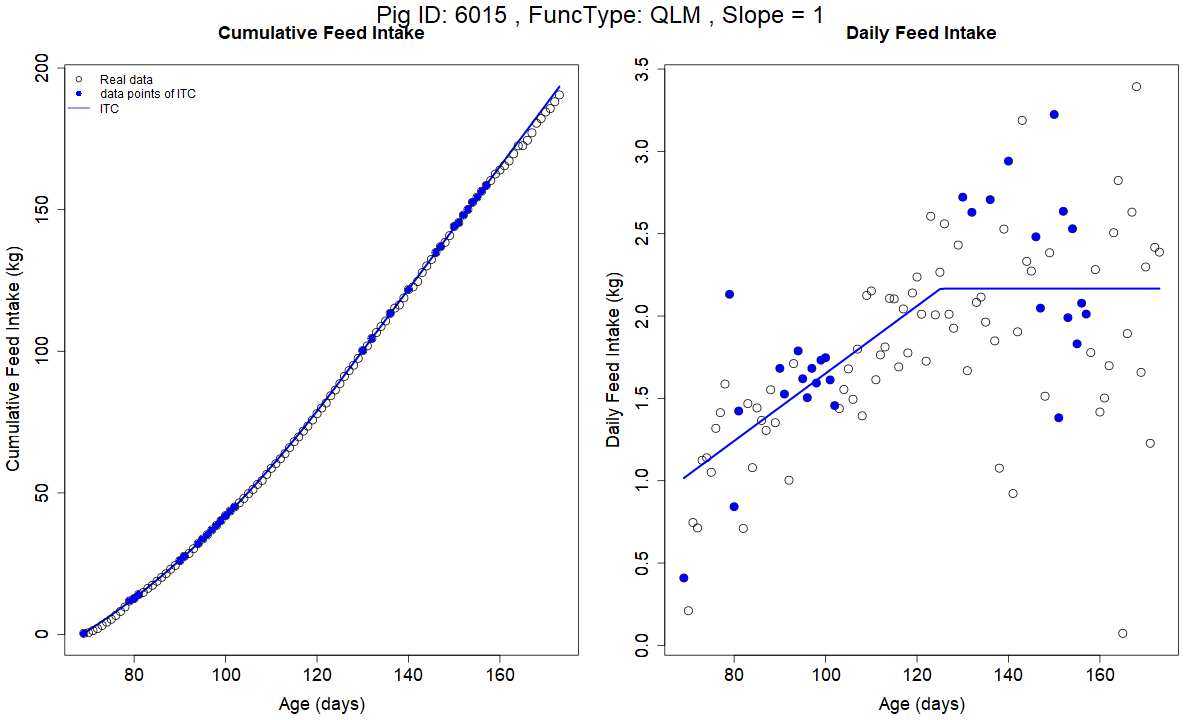 Pig ID: 6015 , FuncType: QLM , Slope = 1
Cumulative Feed Intake
Real data
data points of ITC
ITC
200
150
100
50
0
Cumulative Feed Intake (kg)
80 100 120 140 160
Age (days)
Daily Feed Intake
3.5
3.0
2.5
2.0
1.5
1.0
0.5
0.0
Daily Feed Intake (kg)
80 100 120 140 160
Age (days)